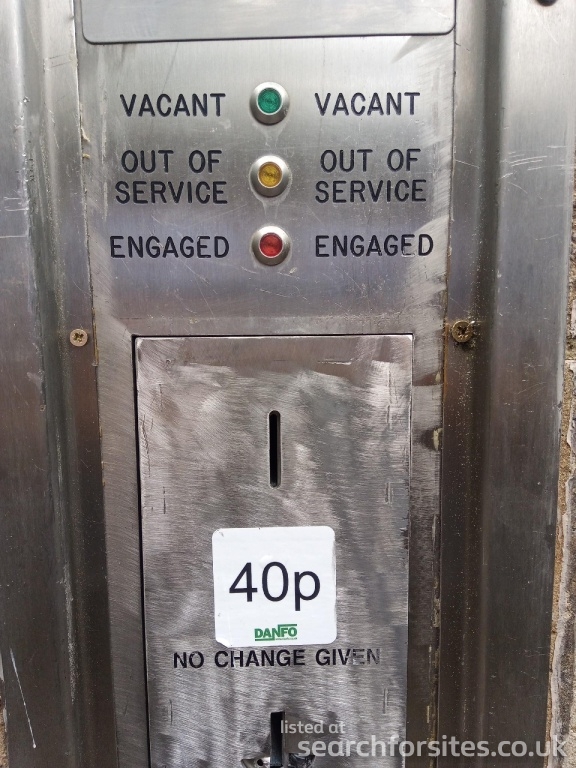 VACANT VACANT
OUT OF OUT OF
SERVICE SERVICE
ENGAGED ENGAGED
40p
DANFO
NO CHANGE GIVEN
listed at
searchforsites.co.uk